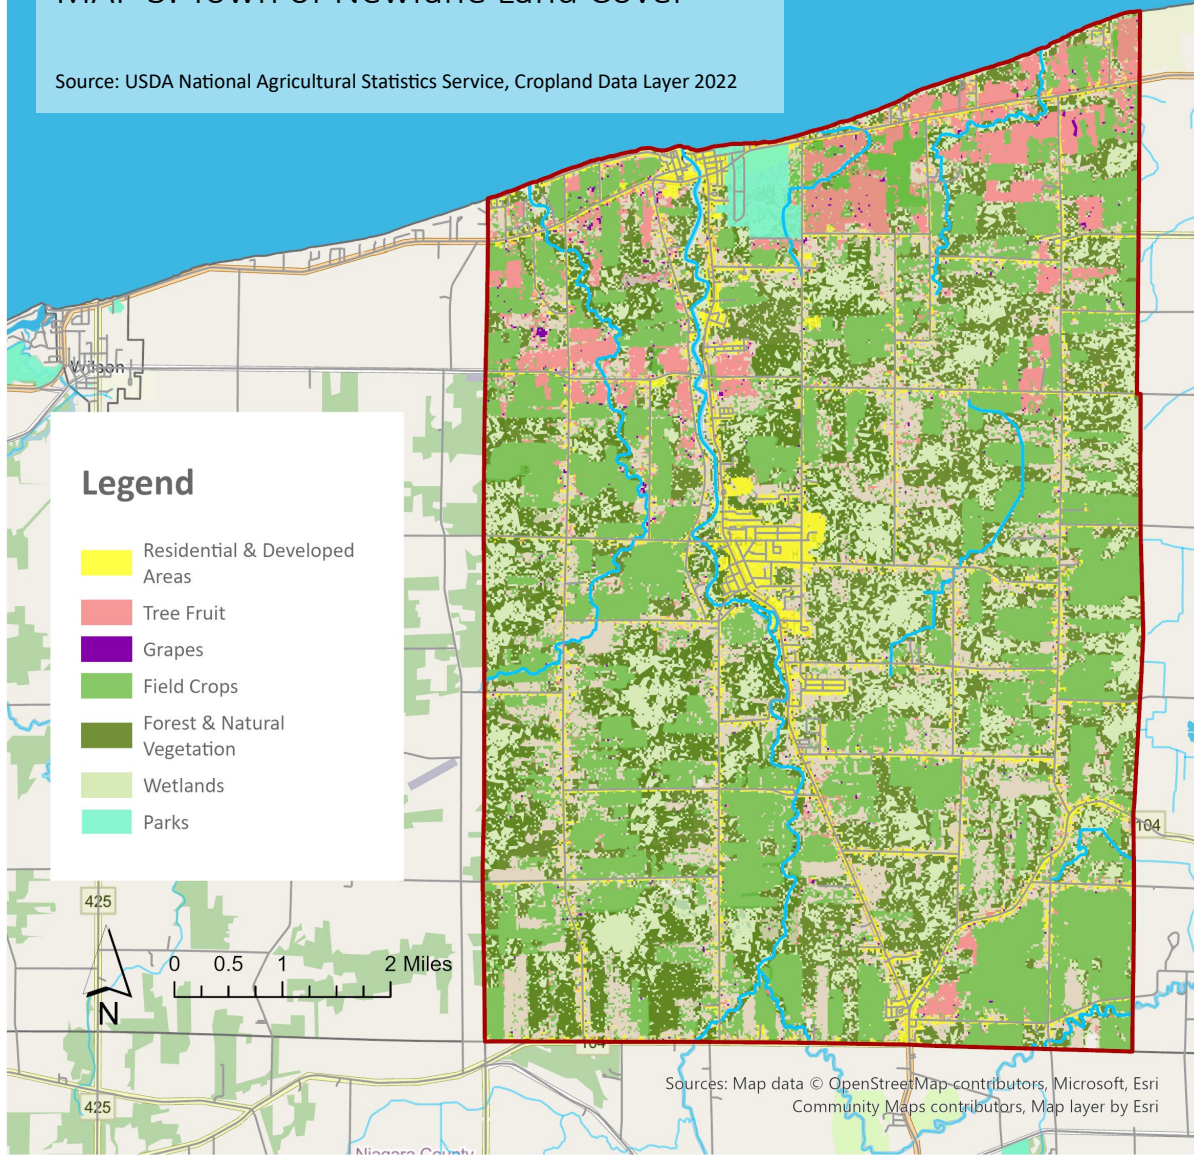 Source: USDA National Agricultural Statistics Service, Cropland Data Layer 2022
Wilson
Legend
Residential & Developed
Areas
Tree Fruit
Grapes
Field Crops
Forest & Natural
Vegetation
Wetlands
Parks
104
425
0 0.5 1 2 Miles
N
104
Sources: Map data © OpenStreetMap contributors, Microsoft, Esri
Community Maps contributors, Map layer by Esri
425
Niagara County